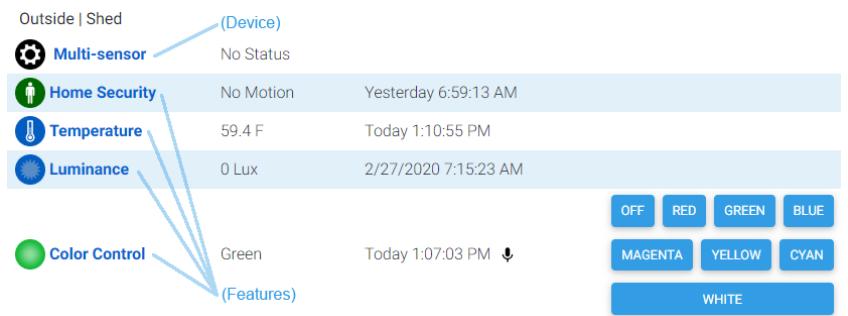 Outside | Shed
(Device)
Multi-sensor No Status
Home Security No Motion Yesterday 6:59:13 AM
Temperature 59.4 F Today 1:10:55 PM
Luminance 0 Lux 2/27/2020 7:15:23 AM
OFF RED GREEN BLUE
Color Control Green Today 1:07:03 PM MAGENTA YELLOW CYAN
(Features)
WHITE